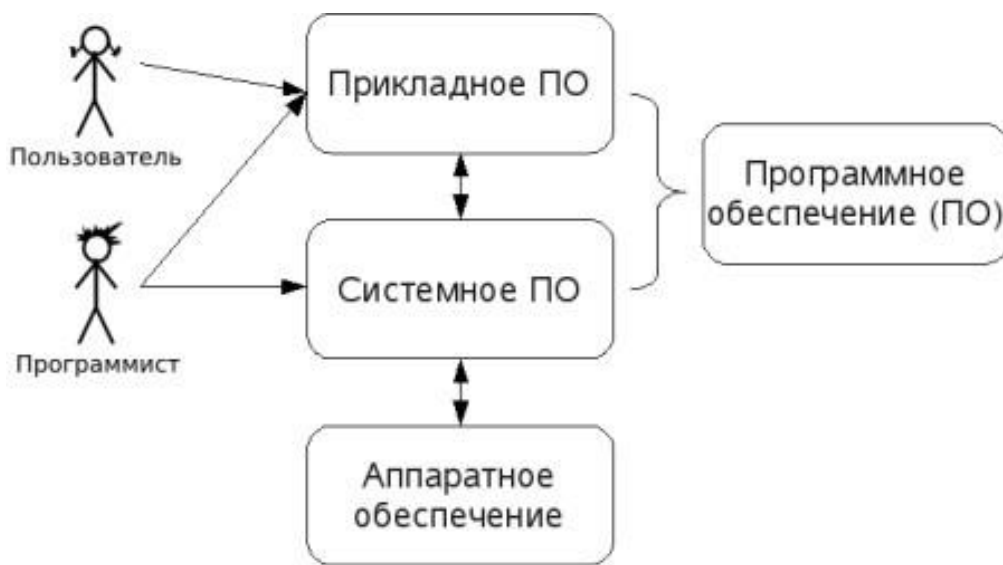 Прикладное ПО
Пользователь
Программное
обеспечение (ПО)
Системное ПО
Программист
Аппаратное
обеспечение